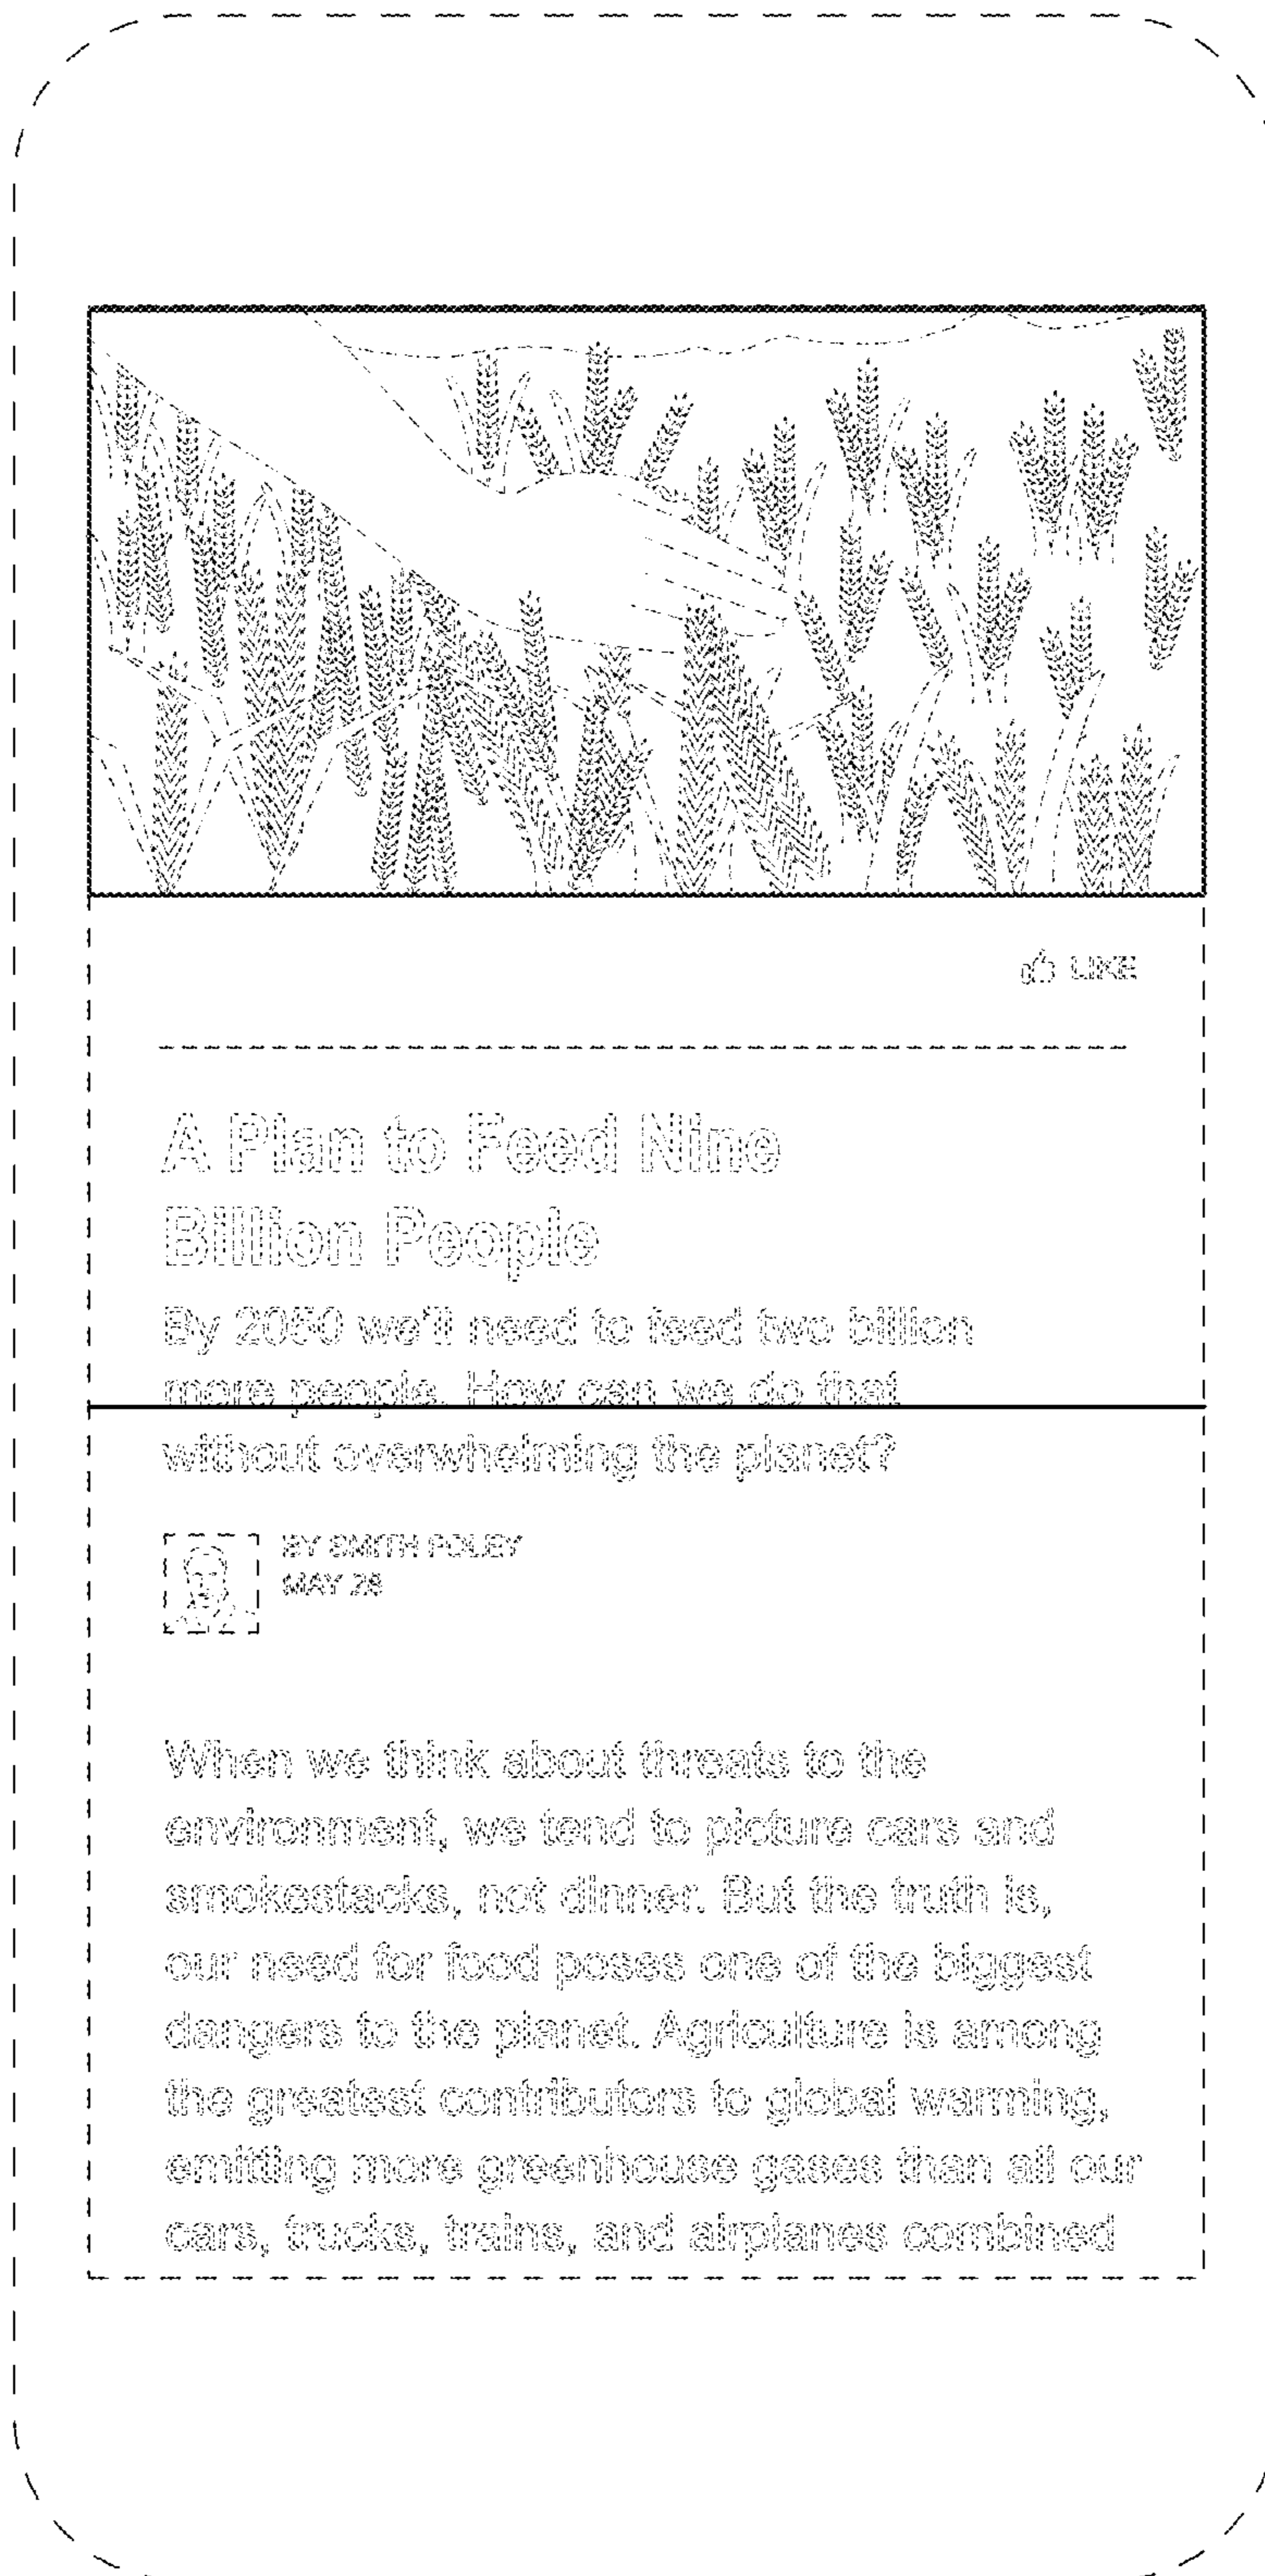 LIKE
A Plan to Feed Nine
Billion People
By 2050 we'll need to feed two billion
more people. How can we do that
without overwhelming the planet?
BY SMITH FOLEY
MAY 28
When we think about threats to the
environment, we tend to picture cars and
smokestacks, not dinner. But the truth is,
our need for food poses one of the biggest
dangers to the planet. Agriculture is among
the greatest contributors to global warming,
emitting more greenhouse gases than all our
cars, trucks, trains, and airplanes combined